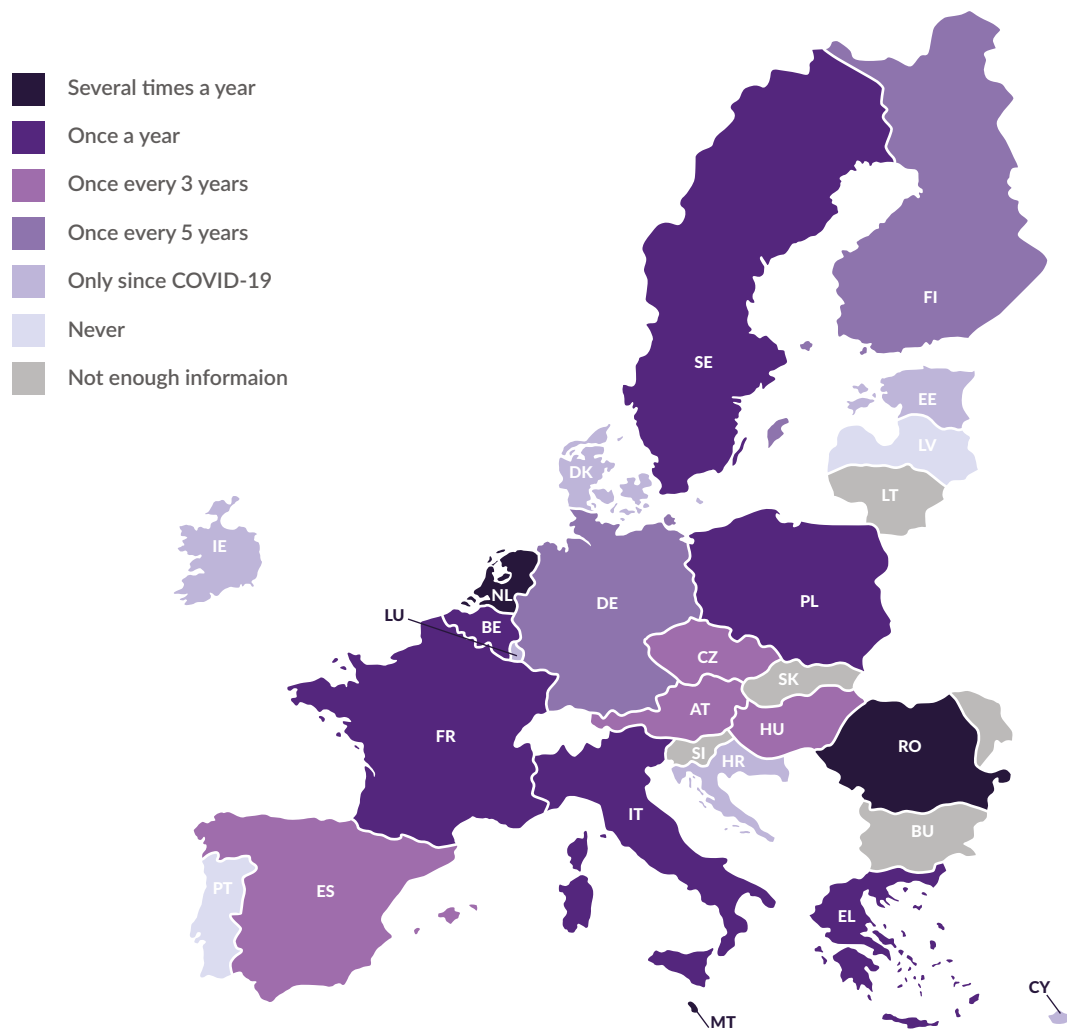 Several times a year
Once a year
Once every 3 years
Once every 5 years
Only since COVID-19
Never
Not enough informaion
FI
SE
EE
LV
DK
LT
IE
NL
DE
PL
LU
BE
CZ
SK
AT
HU
FR
RO
SI
HR
IT
BU
PT
ES
EL
CY
MT